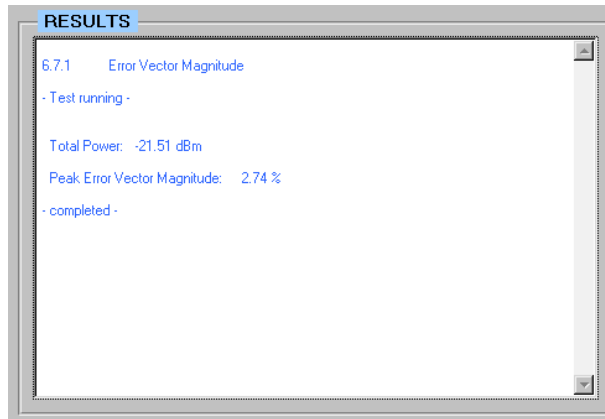 RESULTS
6.7.1 Error Vector Magnitude
- Test running -
Total Power: -21.51 dBm
Peak Error Vector Magnitude: 2.74 %
- completed -